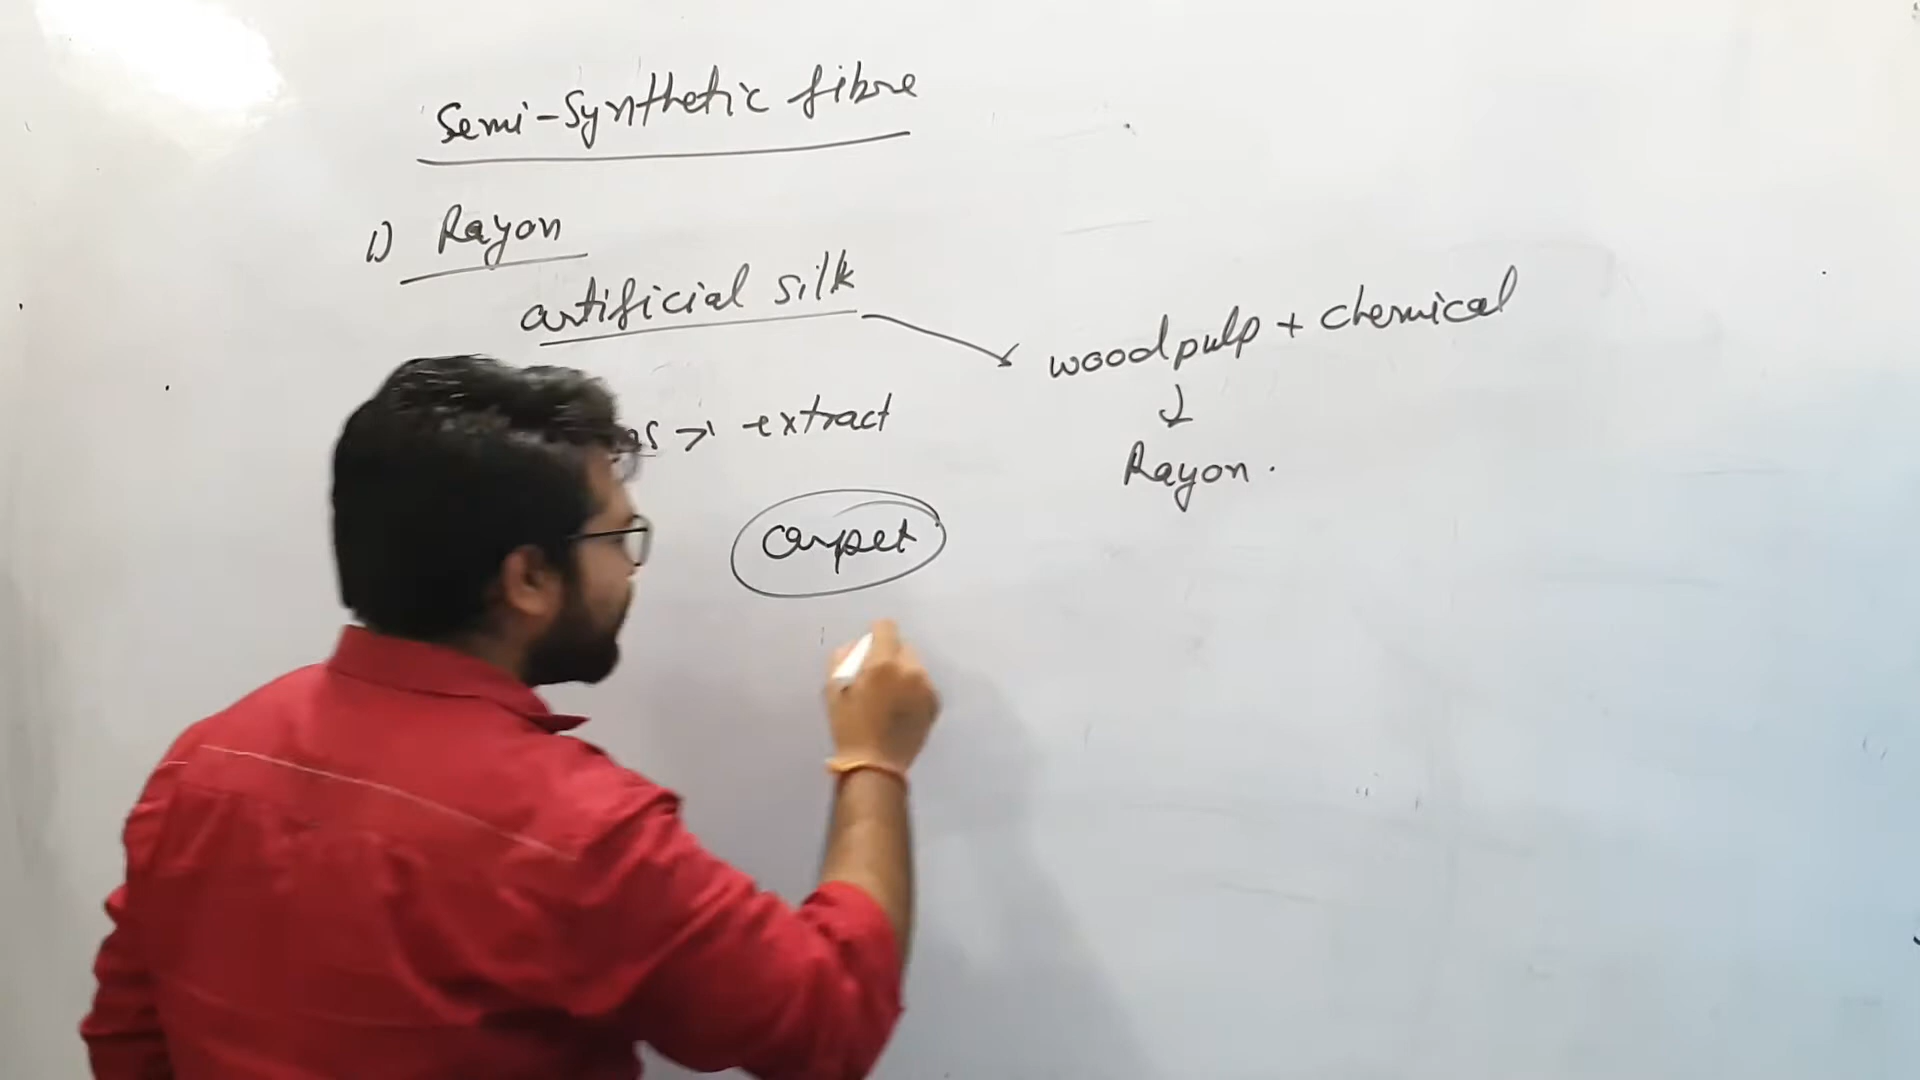 Semi-Synthetic fibre
1) Rayon
artificial silk
woodpulp + chemical
↓
Rayon.
→ extract
carpet